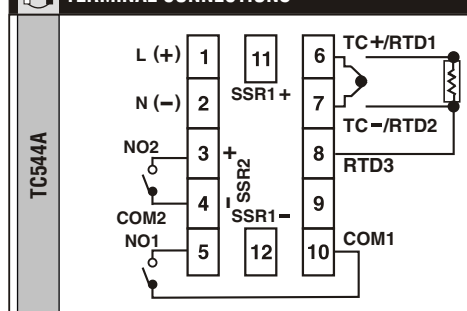 TERMINAL CONNECTIONS
TC544A
L (+) 1 11 6 TC+/RTD1
SSR1+
N (−) 2 7
TC−/RTD2
NO2 3 + 8
RTD3
SSR2
4 - 9
COM2 SSR1−
NO1 5 12 10 COM1